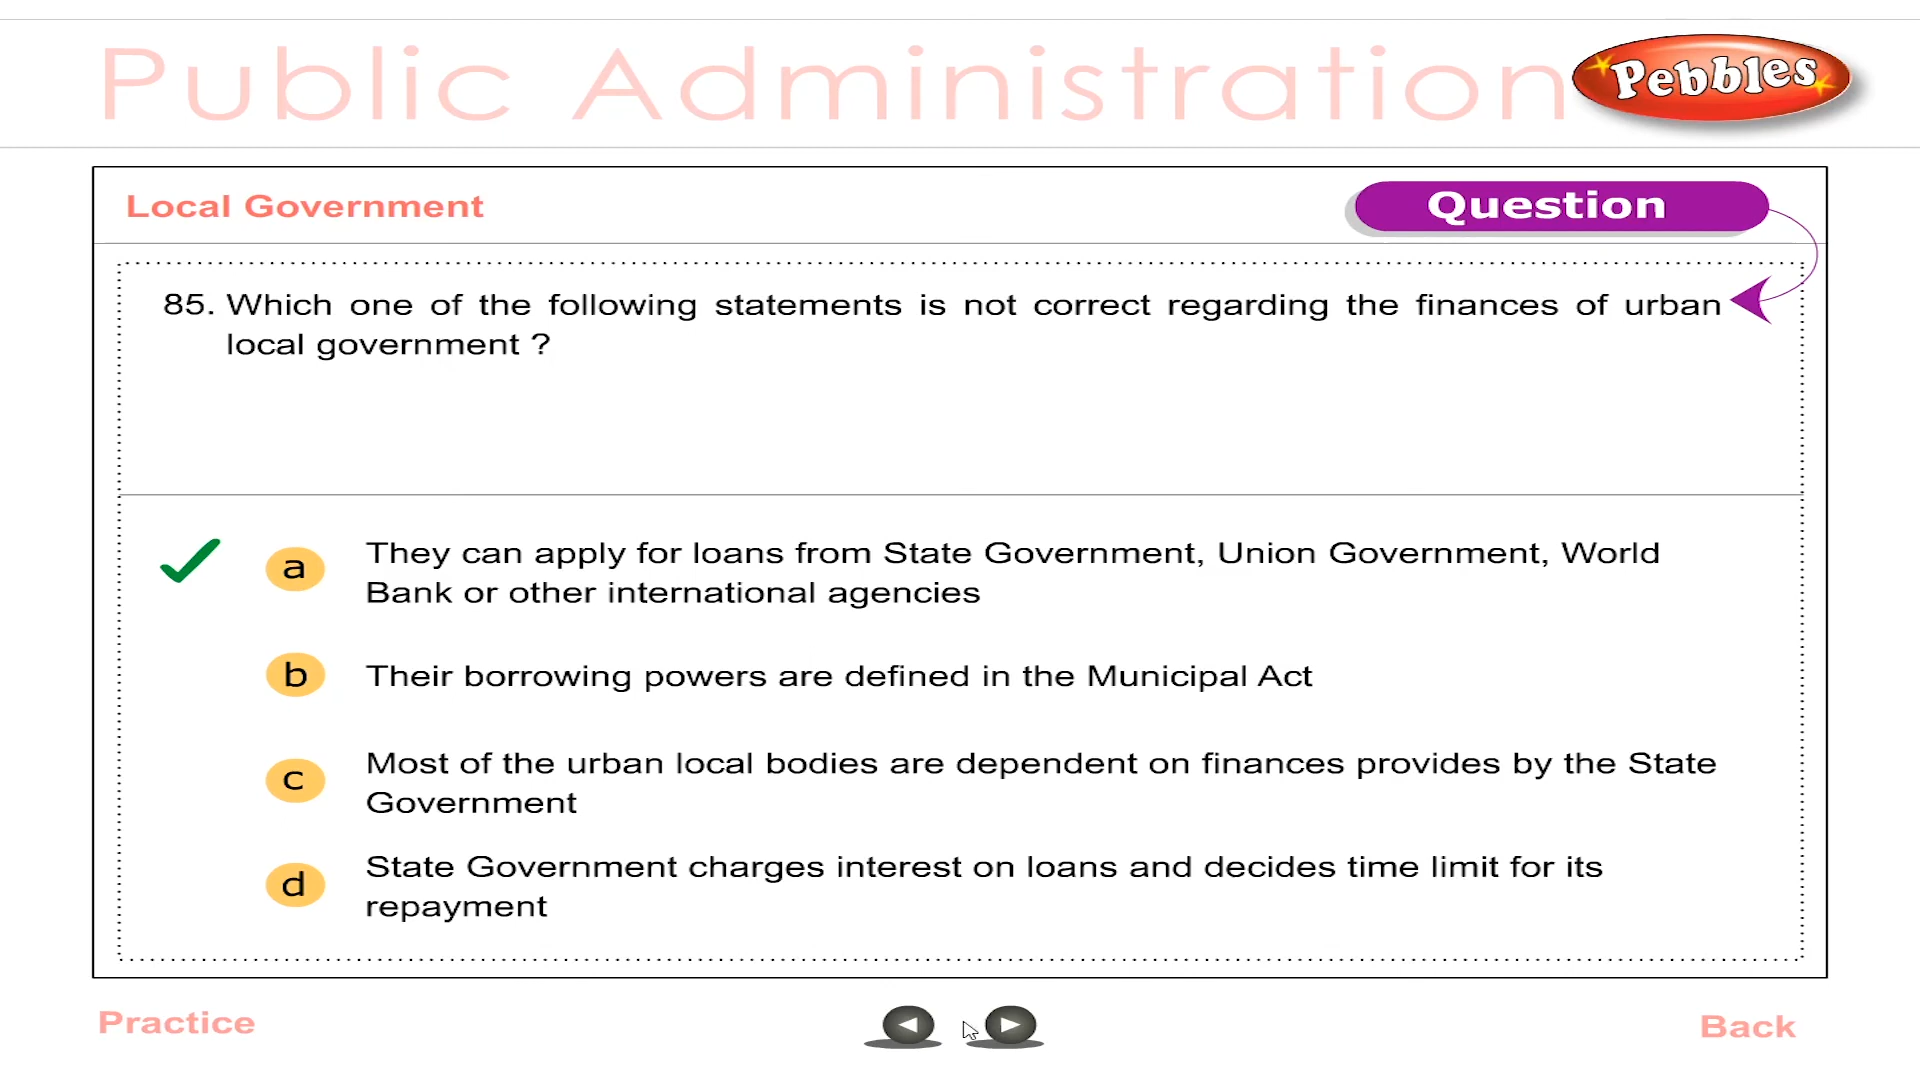 Public Administration
Pebbles
Local Government
Question
85. Which one of the following statements is not correct regarding the finances of urban
local government ?
a They can apply for loans from State Government, Union Government, World
Bank or other international agencies
b Their borrowing powers are defined in the Municipal Act
c Most of the urban local bodies are dependent on finances provides by the State
Government
d State Government charges interest on loans and decides time limit for its
repayment
Practice
Back